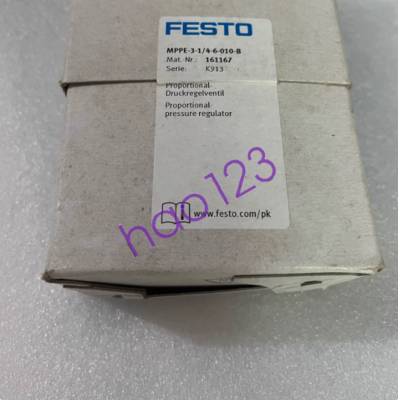 FESTO
MPPE-3-1/4-6-010-B
Mat.-Nr.: 161167
Serie: K913
Proportional-
Druckregelventil
Proportional-
pressure regulator
www.festo.com/pk
hao123